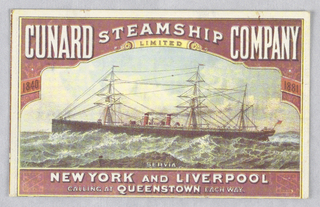 CUNARD STEAMSHIP COMPANY
LIMITED
1840 1881
SERVIA
NEW YORK AND LIVERPOOL
CALLING AT QUEENSTOWN EACH WAY.